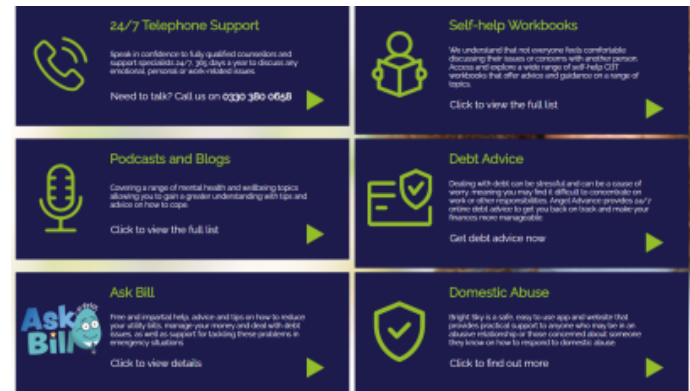 24/7 Telephone Support
Speak in confidence to fully qualified counsellors and
support specialists 24/7, 365 days a year to discuss any
emotional, personal or work-related issues.
Need to talk? Call us on 0330 380 0658
Self-help Workbooks
We understand that not everyone feels comfortable
discussing their issues or concerns with another person.
Access and explore a wide range of self-help CBT
workbooks that offer advice and guidance on a range of
topics.
Click to view the full list
Podcasts and Blogs
Covering a range of mental health and wellbeing topics
allowing you to gain a greater understanding with tips and
advice on how to cope.
Click to view the full list
Debt Advice
Dealing with debt can be stressful and can be a cause of
worry, meaning you may find it difficult to concentrate on
work or other responsibilities. Angel Advance provides 24/7
online debt advice to get you back on track and make your
finances more manageable
Get debt advice now
Ask Bill
Ask
Bill
Free and impartial help, advice and tips on how to reduce
your utility bills, manage your money and deal with debt
issues, as well as support for tackling these problems in
emergency situations
Click to view details
Domestic Abuse
Bright Sky is a safe, easy to use app and website that
provides practical support to anyone who may be in an
abusive relationship or those concerned about someone
they know on how to respond to domestic abuse.
Click to find out more